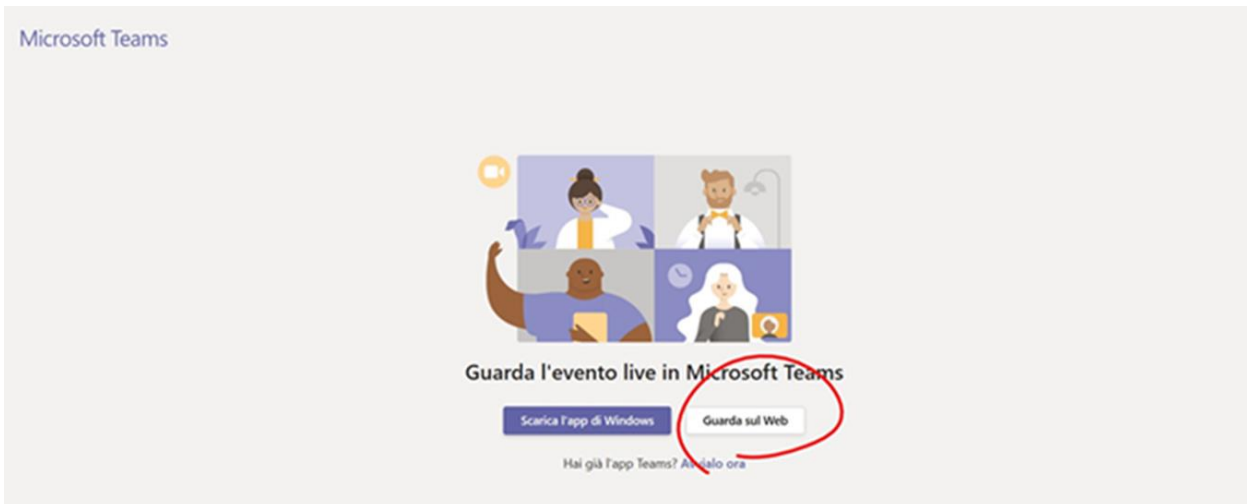 Microsoft Teams
Guarda l'evento live in Microsoft Teams
Scarica l'app di Windows
Guarda sul Web
Hai già l'app Teams? Avvialo ora